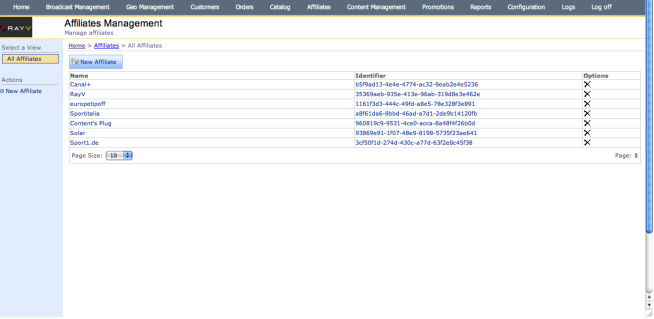 Home Broadcast Management Geo Management Customers Orders Catalog Affiliates Content Management Promotions Reports Configuration Logs Log off
RAYV
Affiliates Management
Manage affiliates
Select a View
All Affiliates
Actions
New Affiliate
Home > Affiliates > All Affiliates
New Affiliate
Name Identifier Options
Canal+ b5f9ad13-4e4e-4774-ac32-9eab2e4e5236
RayV 35369aeb-935e-413e-96ab-319d8e3e462e
europetipoff 1161f3d3-444c-49fd-a8e5-78e328f3e891
Sportitalia a8f61da6-8bbd-46ad-a7d1-2de9b14120fb
Content's Plug 960819c9-9531-4ce0-acca-8a48f4f26b0d
Solar 93869e91-1f07-48e9-8198-5735f23ae641
Sport1.de 3cf50f1d-274d-430c-a77d-63f2e8c45f38
Page Size: 10 Page: 1